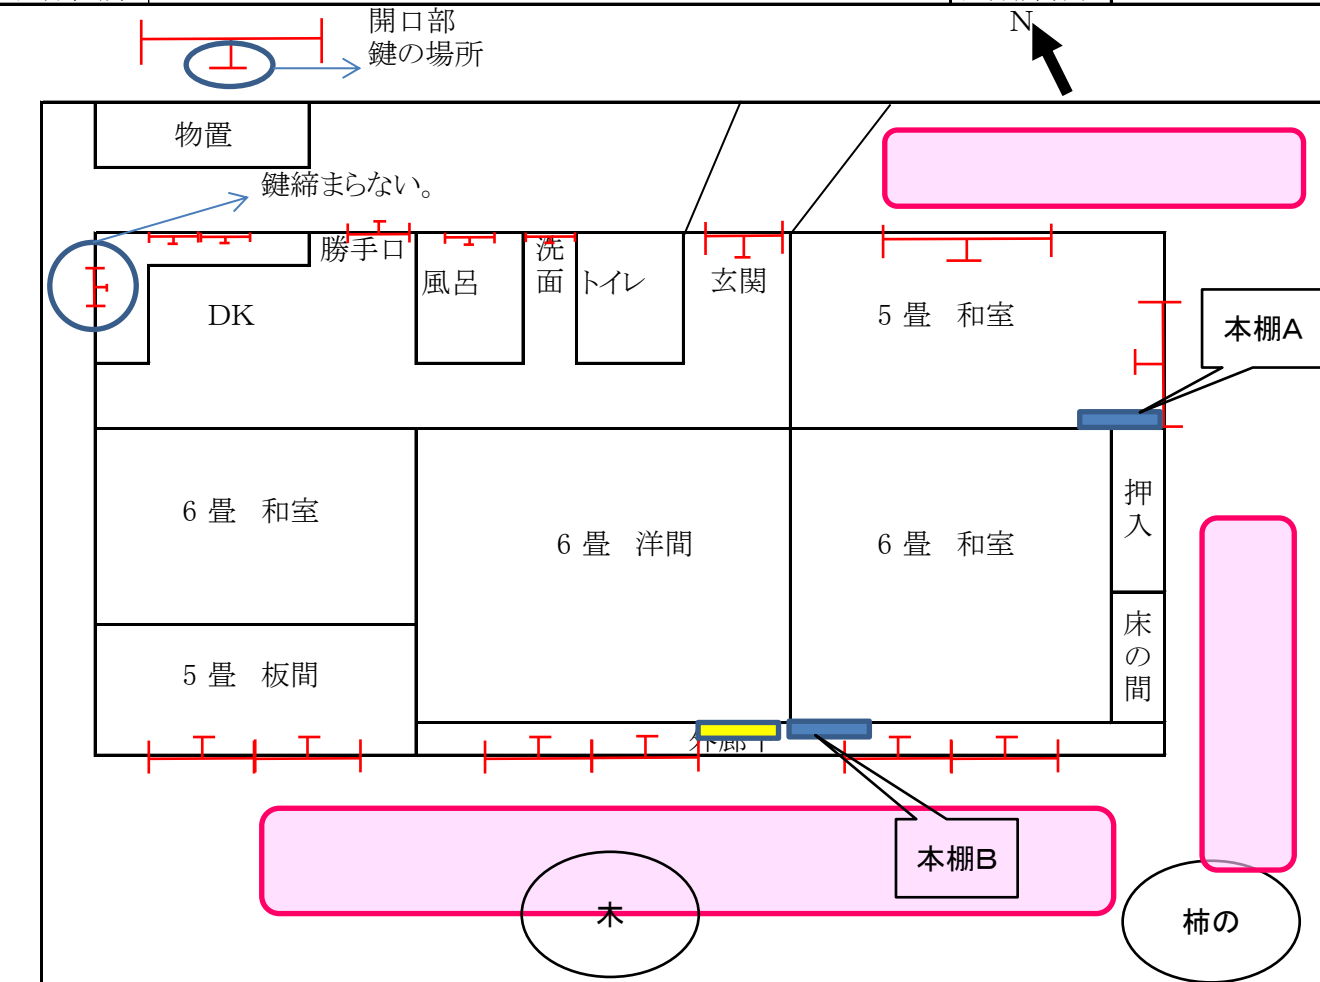 開口部
鍵の場所
N
物置
鍵締まらない。
勝手口
風呂
洗
面
トイレ
玄関
DK
5 畳 和室
本棚A
6 畳 和室
6 畳 洋間
6 畳 和室
押
入
床
の
間
5 畳 板間
本棚B
木
柿の